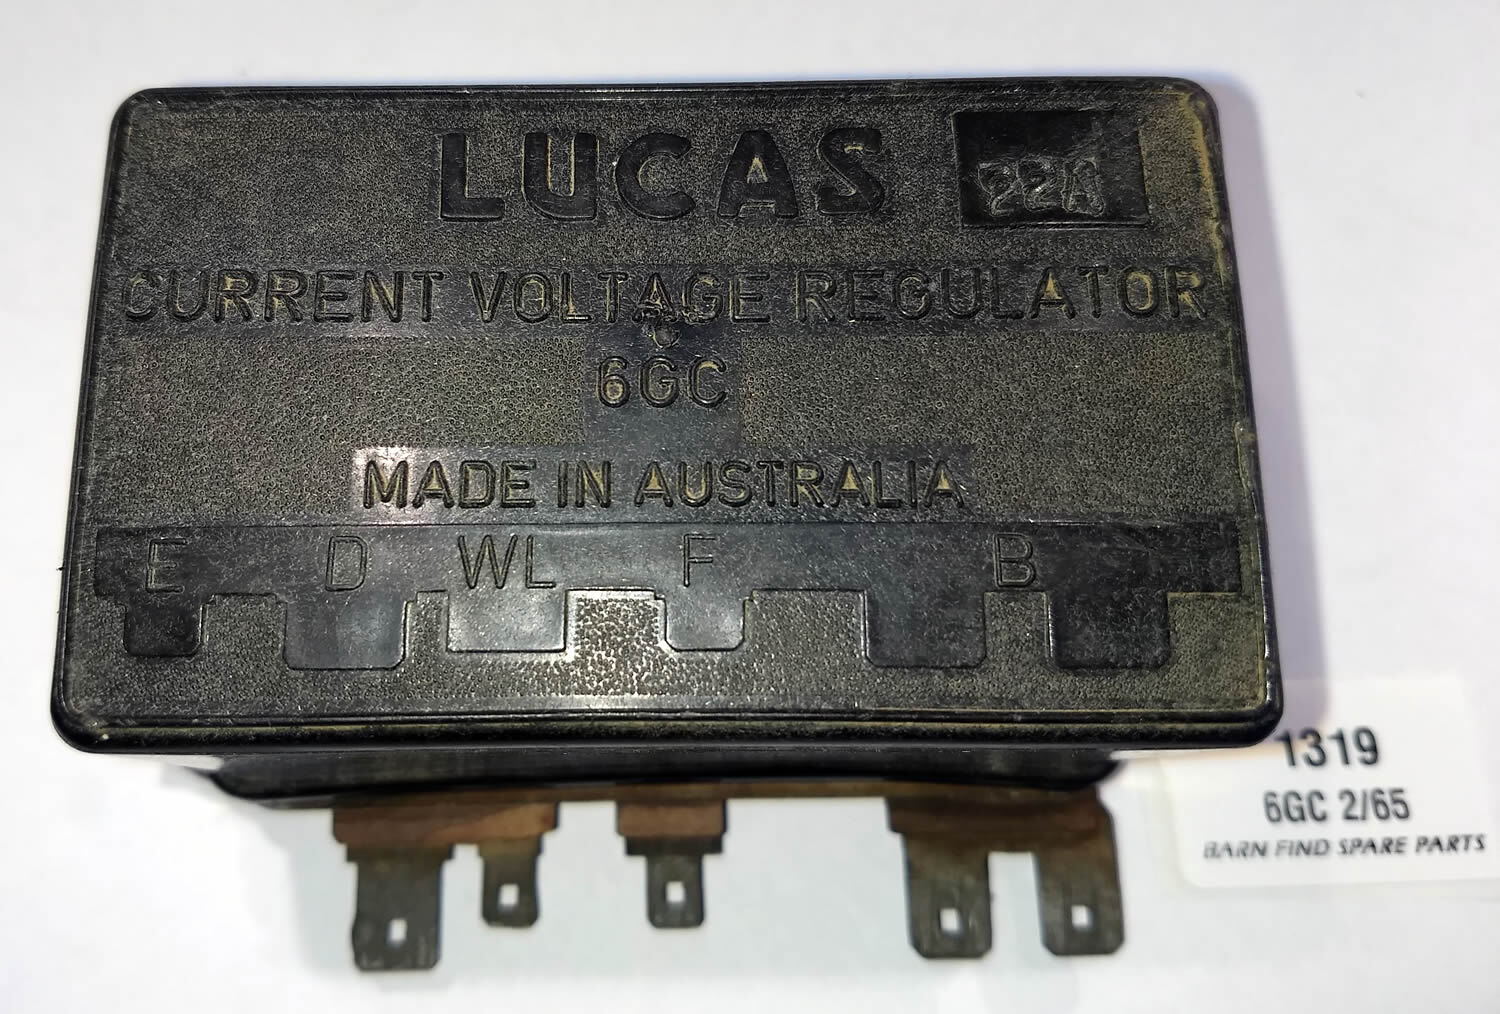 LUCAS 22A
CURRENT VOLTAGE REGULATOR
6GC
MADE IN AUSTRALIA
E D WL F B
1319
6GC 2/65
BARN FIND SPARE PARTS